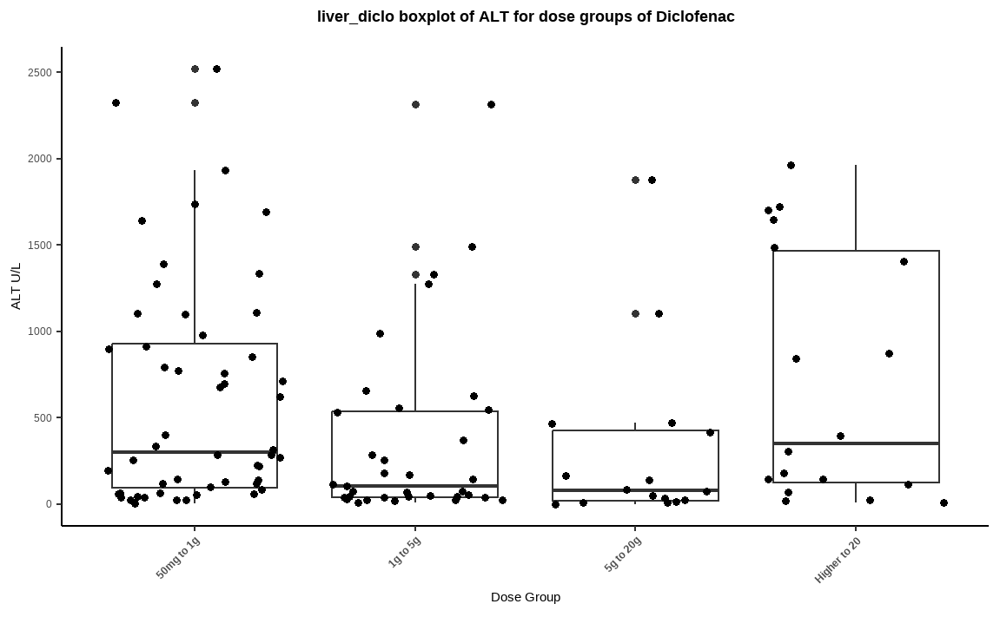 liver_diclo boxplot of ALT for dose groups of Diclofenac
ALT U/L
2500
2000
1500
1000
500
0
50mg to 1g
1g to 5g
5g to 20g
Higher to 20
Dose Group